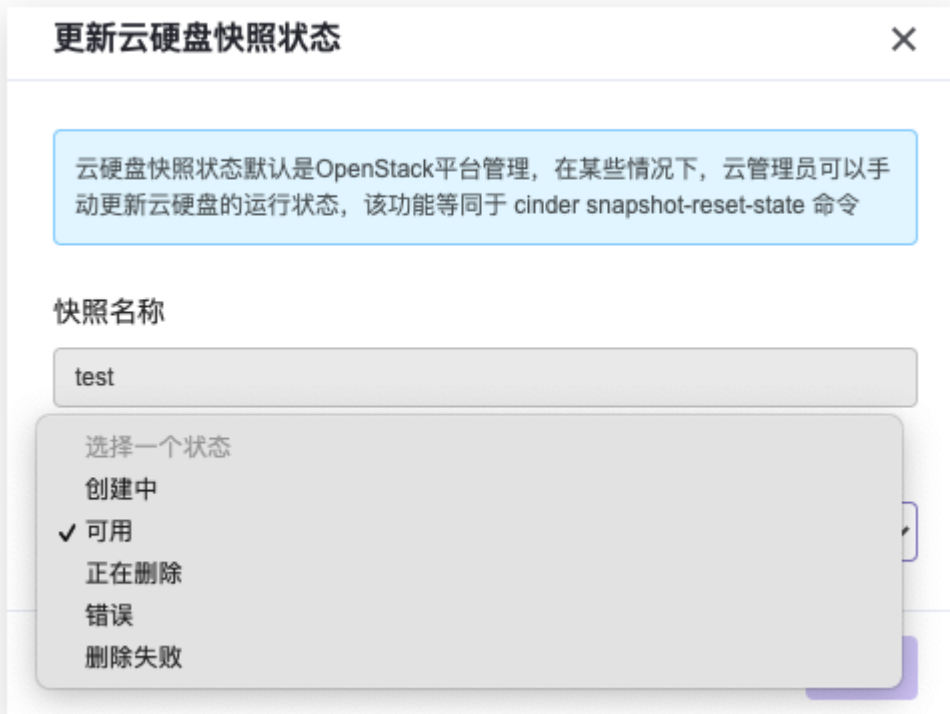 更新云硬盘快照状态
云硬盘快照状态默认是OpenStack平台管理，在某些情况下，云管理员可以手
动更新云硬盘的运行状态，该功能等同于 cinder snapshot-reset-state 命令
快照名称
test
选择一个状态
创建中
可用
正在删除
错误
删除失败